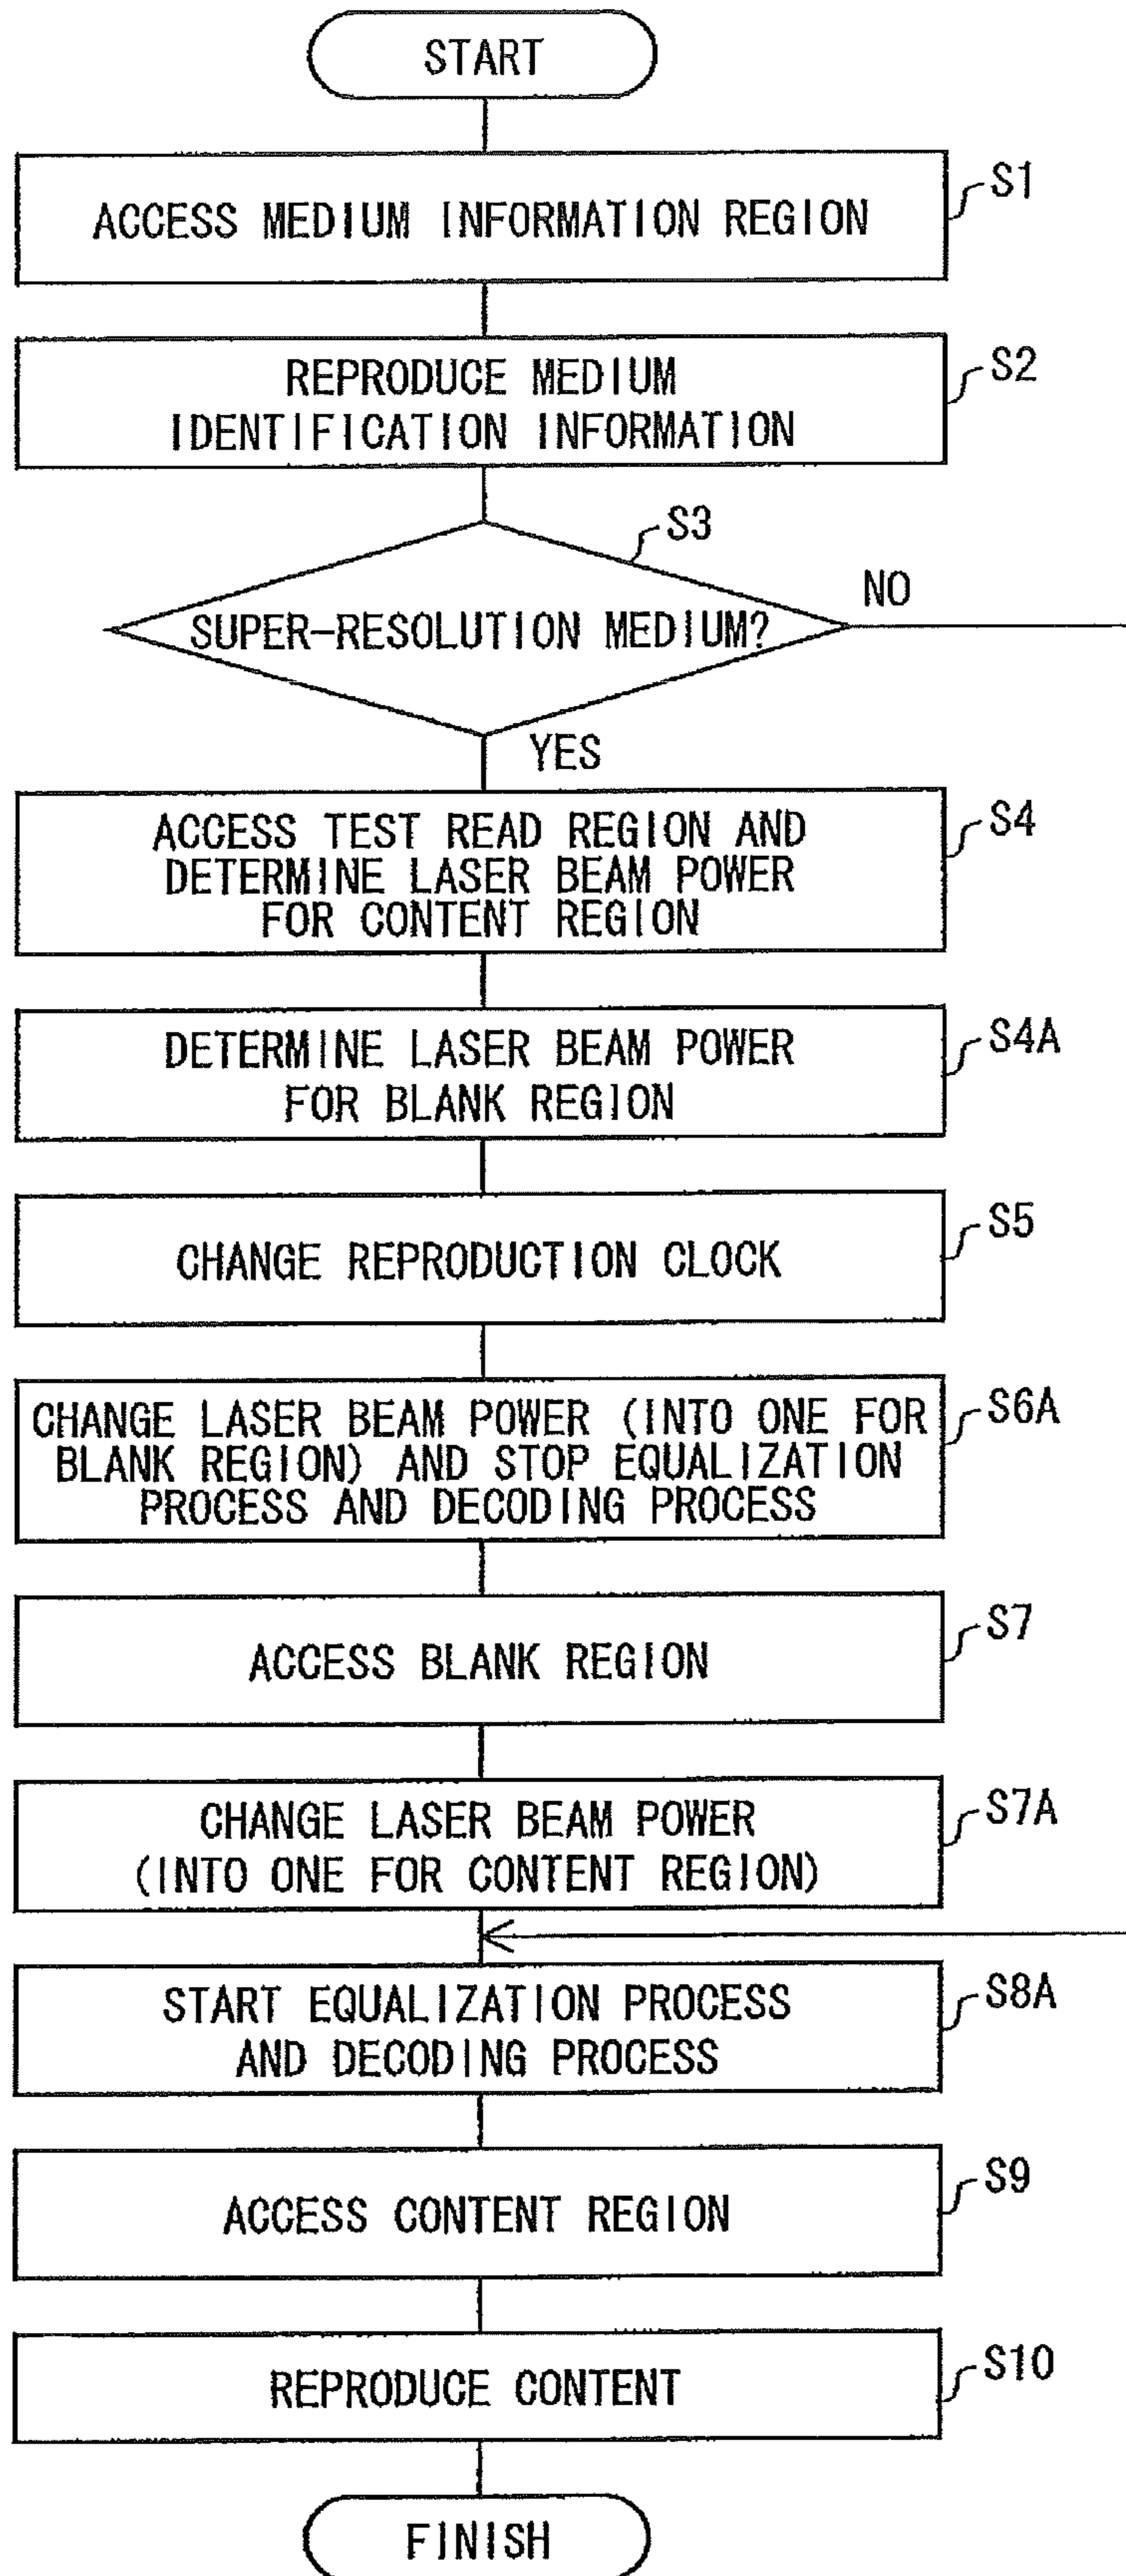 START
ACCESS MEDIUM INFORMATION REGION
S1
REPRODUCE MEDIUM
IDENTIFICATION INFORMATION
S2
S3
SUPER-RESOLUTION MEDIUM?
NO
YES
ACCESS TEST READ REGION AND
DETERMINE LASER BEAM POWER
FOR CONTENT REGION
S4
DETERMINE LASER BEAM POWER
FOR BLANK REGION
S4A
CHANGE REPRODUCTION CLOCK
S5
CHANGE LASER BEAM POWER (INTO ONE FOR
BLANK REGION) AND STOP EQUALIZATION
PROCESS AND DECODING PROCESS
S6A
ACCESS BLANK REGION
S7
CHANGE LASER BEAM POWER
(INTO ONE FOR CONTENT REGION)
S7A
START EQUALIZATION PROCESS
AND DECODING PROCESS
S8A
ACCESS CONTENT REGION
S9
REPRODUCE CONTENT
S10
FINISH